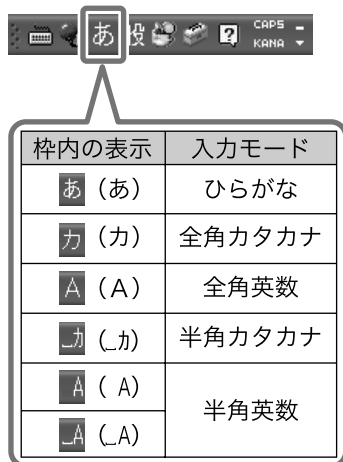 あ 般 CAPS
KANA
枠内の表示 入力モード
あ (あ) ひらがな
カ (カ) 全角カタカナ
Ａ (Ａ) 全角英数
_ｶ (_ｶ) 半角カタカナ
A ( A) 半角英数
_A (_A)